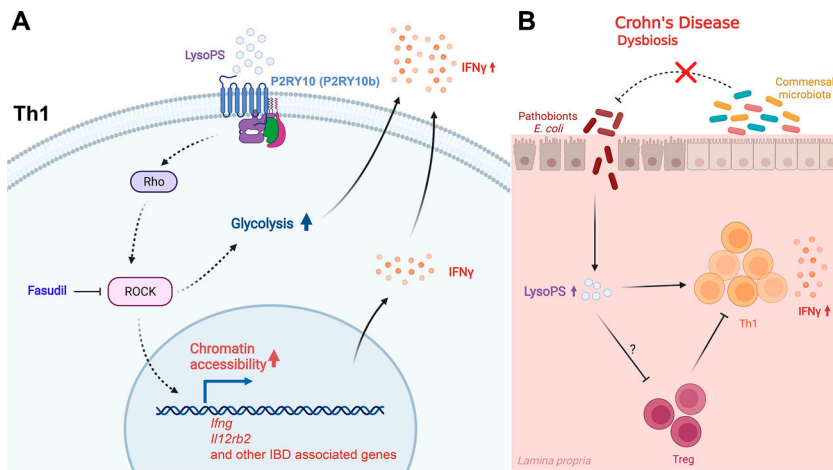 A
LysoPS
P2RY10 (P2RY10b)
IFNγ
Th1
Rho
Glycolysis
Fasudil
ROCK
IFNγ
Chromatin
accessibility
Ifng
Il12rb2
and other IBD associated genes
B
Crohn's Disease
Dysbiosis
Pathobionts
E. coli
Commensal
microbiota
LysoPS
Th1
IFNγ
?
Treg
Lamina propria